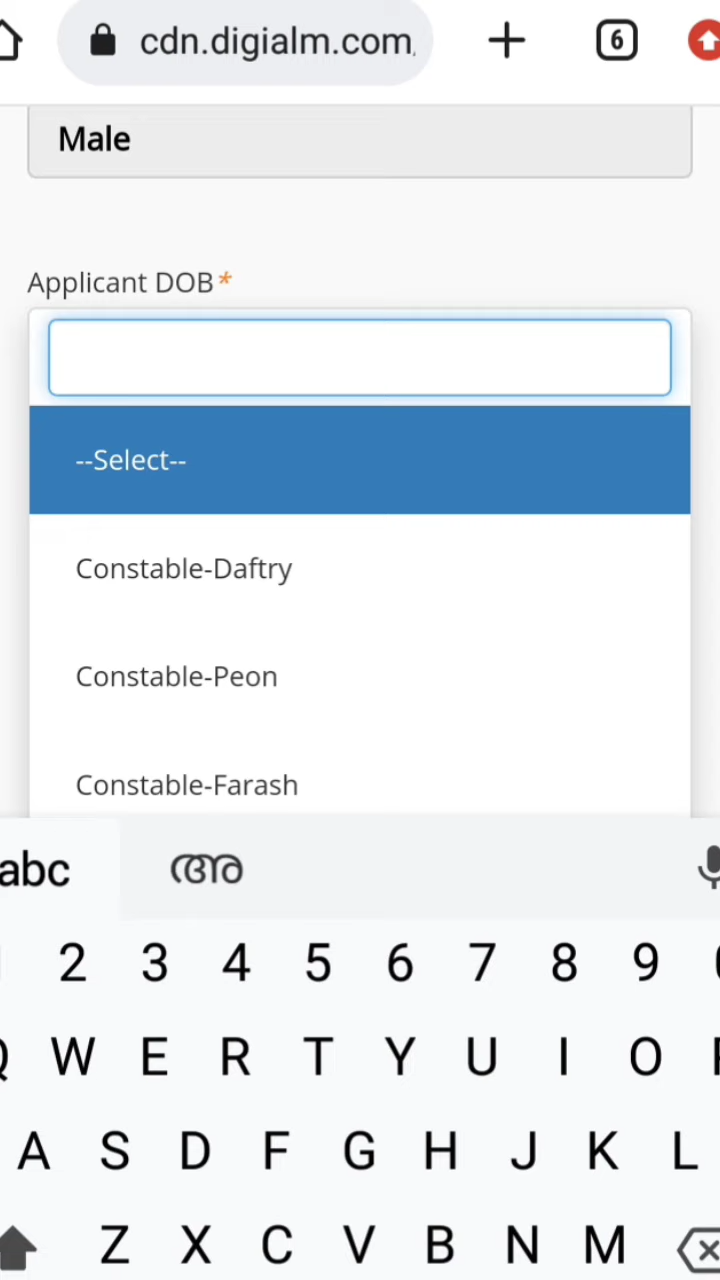 cdn.digialm.com
6
Male
Applicant DOB*
--Select--
Constable-Daftry
Constable-Peon
Constable-Farash
abc അ
2 3 4 5 6 7 8 9
Q W E R T Y U I O P
A S D F G H J K L
Z X C V B N M